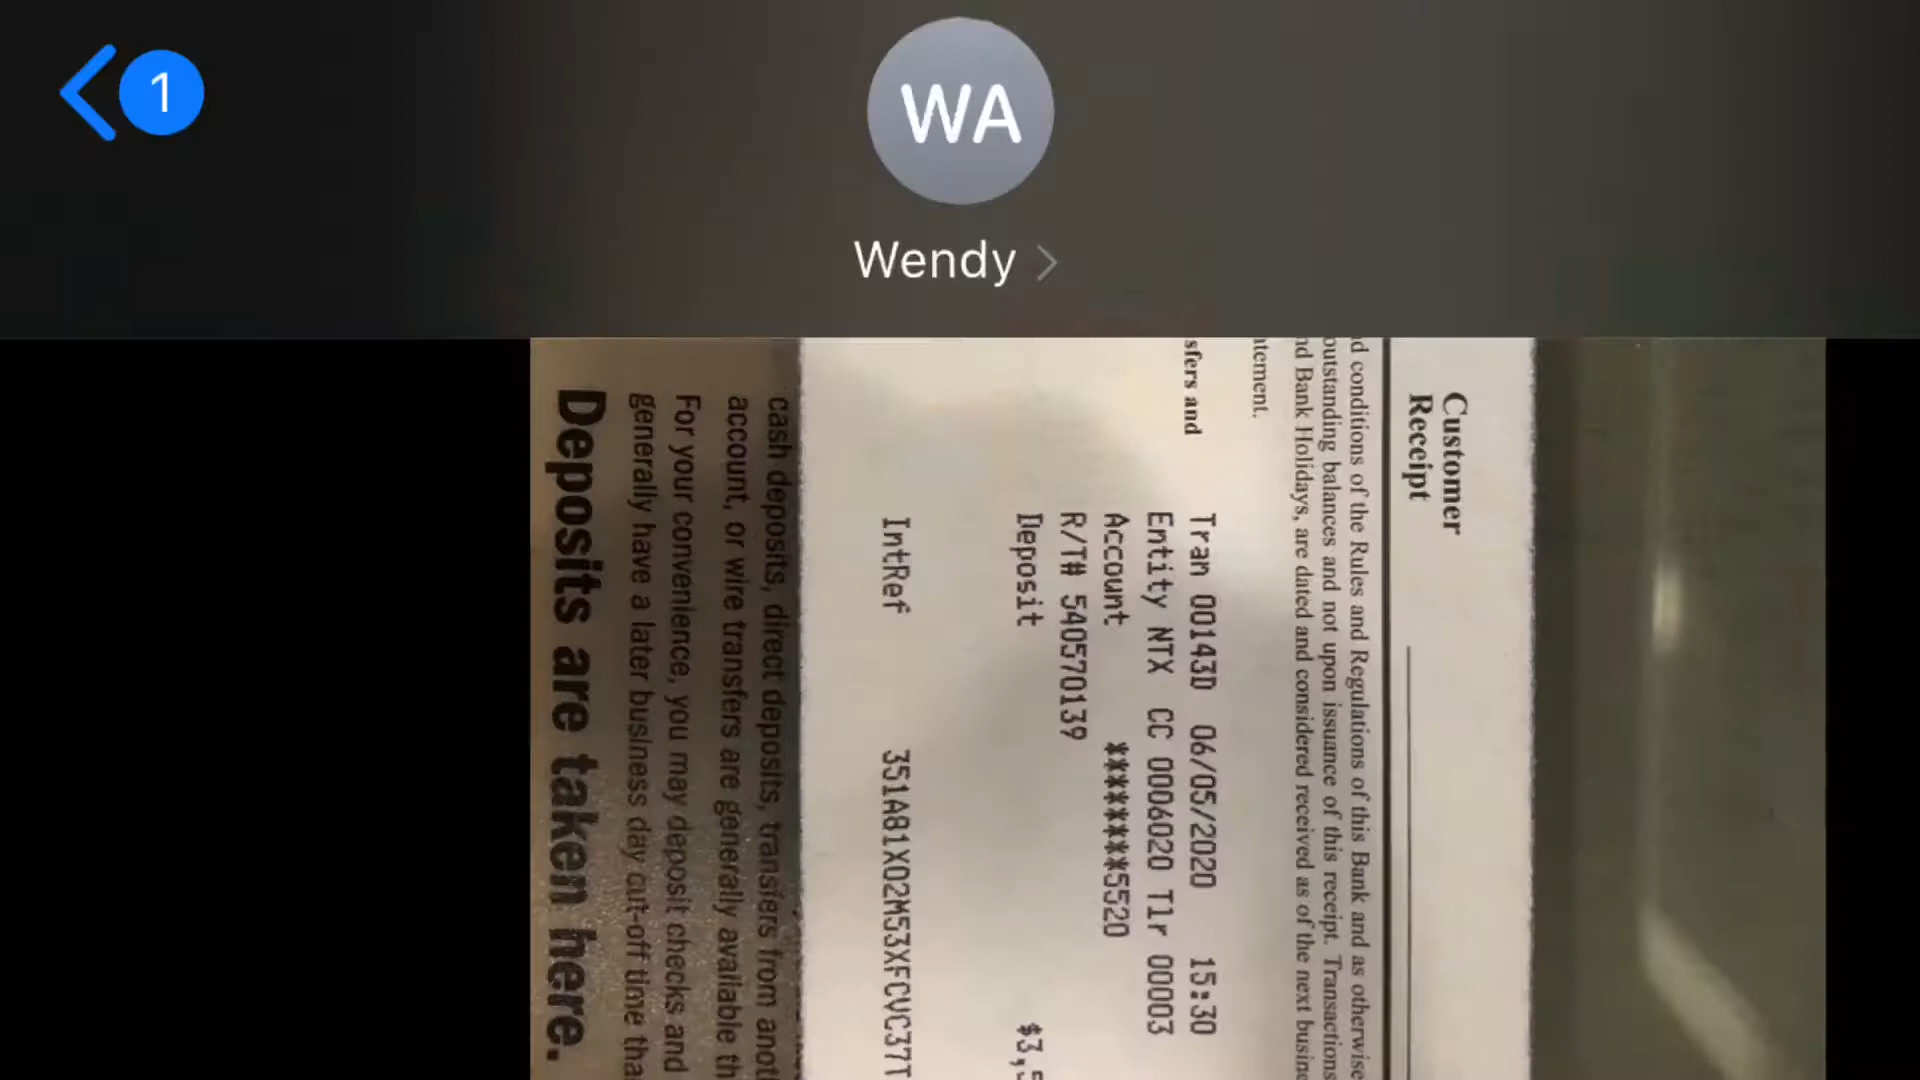 1
WA
Wendy
Customer
Receipt
d conditions of the Rules and Regulations of this Bank and as otherwise
outstanding balances and not upon issuance of this receipt. Transactions
nd Bank Holidays, are dated and considered received as of the next busin
tement.
sfers and
Tran 00143D 06/05/2020 15:30
Entity NTX CC 0006020 Tlr 00003
Account *******5520
R/T# 540570139
Deposit $3,5
IntRef 351A81X02M53XFCVC37T
cash deposits, direct deposits, transfers from anot
account, or wire transfers are generally available th
For your convenience, you may deposit checks and
generally have a later business day cut-off time tha
Deposits are taken here.